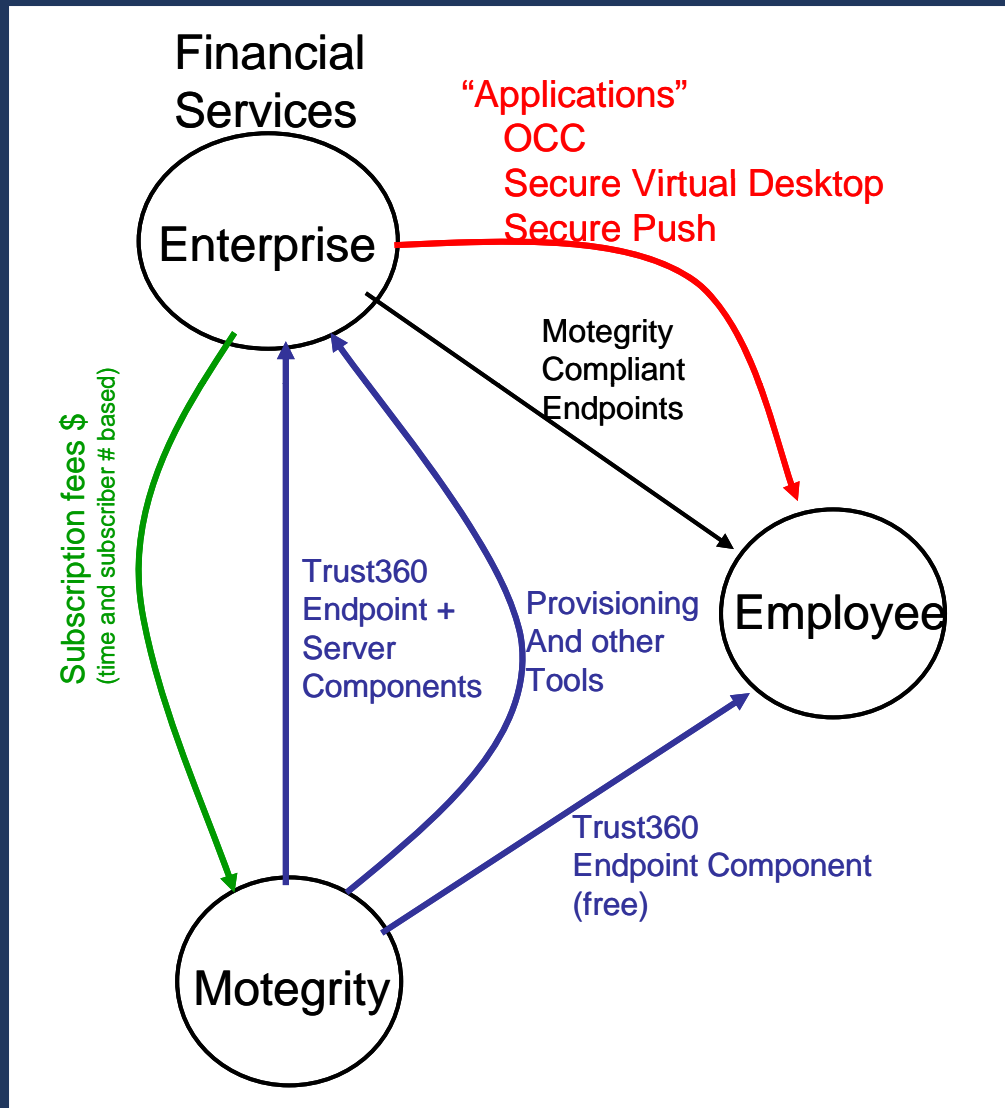 Financial
Services
“Applications”
OCC
Secure Virtual Desktop
Secure Push
Enterprise
Motegrity
Compliant
Endpoints
Subscription fees $
(time and subscriber # based)
Trust360
Endpoint +
Server
Components
Provisioning
And other
Tools
Employee
Trust360
Endpoint Component
(free)
Motegrity